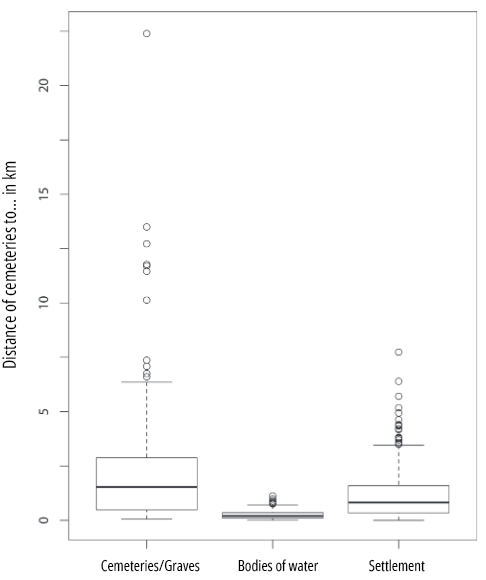 Distance of cemeteries to... in km
20
15
10
5
0
Cemeteries/Graves
Bodies of water
Settlement